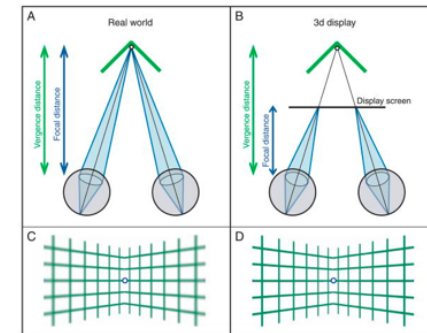 A
Real world
Vergence distance
Focal distance
B
3d display
Vergence distance
Focal distance
Display screen
C
D